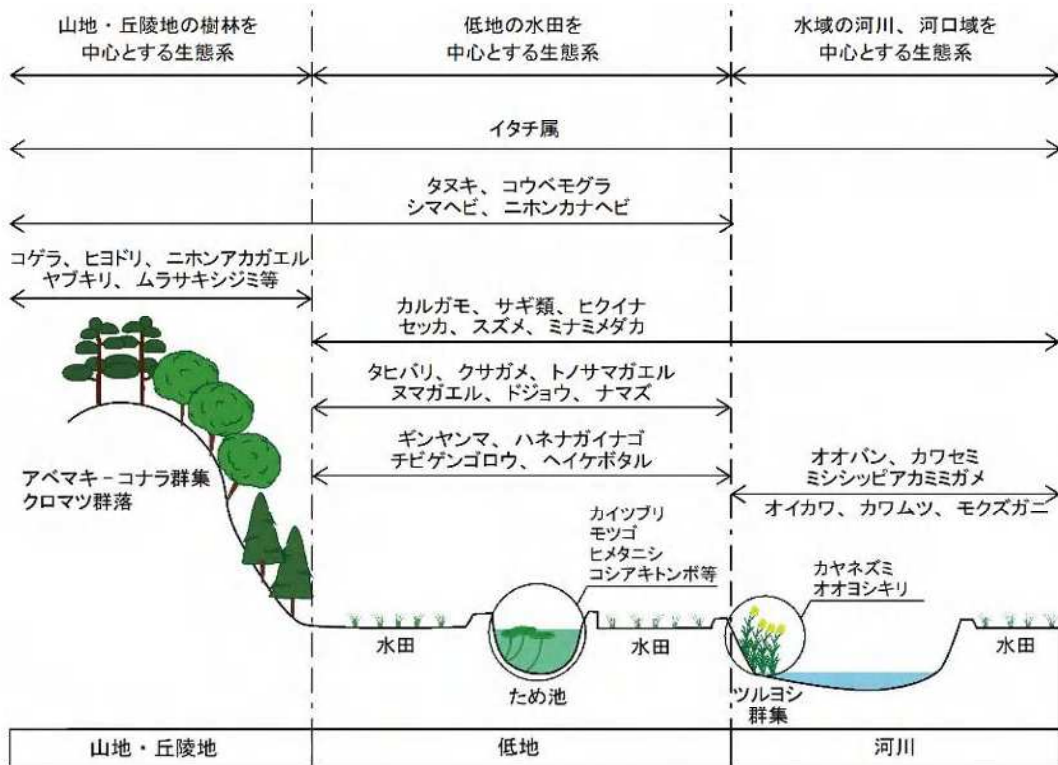 山地・丘陵地の樹林を
中心とする生態系
低地の水田を
中心とする生態系
水域の河川、河口域を
中心とする生態系
イタチ属
タヌキ、コウベモグラ
シマヘビ、ニホンカナヘビ
コゲラ、ヒヨドリ、ニホンアカガエル
ヤブキリ、ムラサキシジミ等
カルガモ、サギ類、ヒクイナ
セッカ、スズメ、ミナミメダカ
タヒバリ、クサガメ、トノサマガエル
ヌマガエル、ドジョウ、ナマズ
ギンヤンマ、ハネナガイナゴ
チビゲンゴロウ、ヘイケボタル
オオバン、カワセミ
ミシシッピアカミミガメ
オイカワ、カワムツ、モクズガニ
アベマキ－コナラ群集
クロマツ群落
カイツブリ
モツゴ
ヒメタニシ
コシアキトンボ等
カヤネズミ
オオヨシキリ
水田
ため池
水田
ツルヨシ
群集
水田
山地・丘陵地
低地
河川